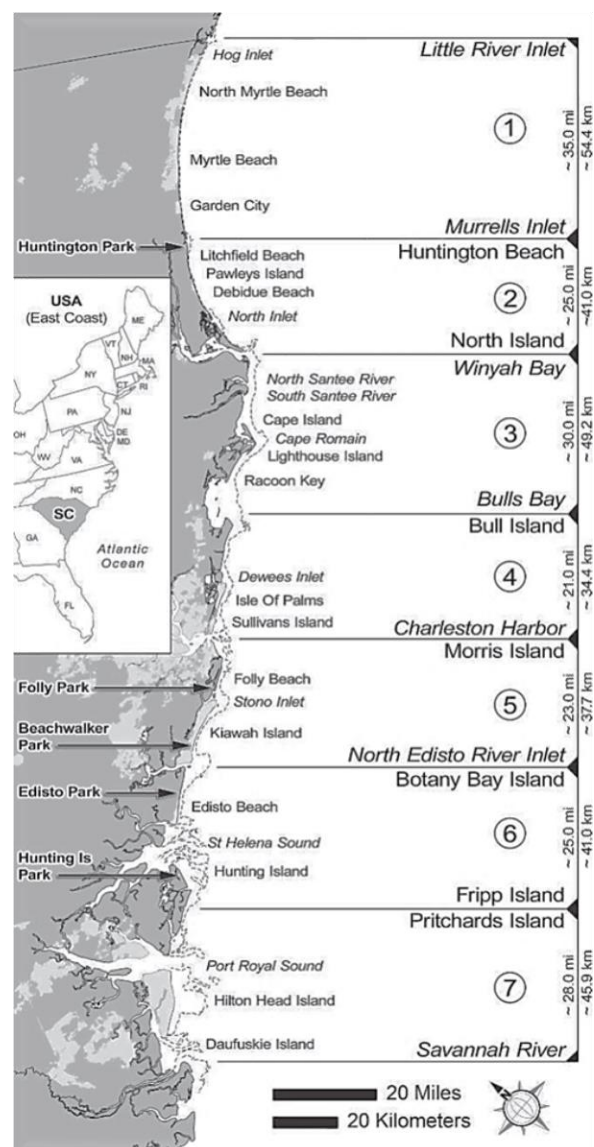 Hog Inlet
Little River Inlet
North Myrtle Beach
1
~ 35.0 mi
~ 54.4 km
Myrtle Beach
Garden City
Murrells Inlet
Huntington Park
Huntington Beach
Litchfield Beach
Pawleys Island
Debidue Beach
2
~ 25.0 mi
~41.0 km
North Inlet
North Island
Winyah Bay
USA
(East Coast)
ME
VT
NH
MA
NY
CT
RI
PA
NJ
OH
DE
MD
WV
VA
NC
SC
GA
Atlantic
Ocean
FL
North Santee River
South Santee River
Cape Island
Cape Romain
Lighthouse Island
3
~ 30.0 mi
~ 49.2 km
Racoon Key
Bulls Bay
Bull Island
Dewees Inlet
4
~ 21.0 mi
~ 34.4 km
Isle Of Palms
Sullivans Island
Charleston Harbor
Morris Island
Folly Park
Folly Beach
Stono Inlet
5
~ 23.0 mi
~ 37.7 km
Beachwalker
Park
Kiawah Island
North Edisto River Inlet
Botany Bay Island
Edisto Park
Edisto Beach
6
~ 25.0 mi
~ 41.0 km
St Helena Sound
Hunting Is
Park
Hunting Island
Fripp Island
Pritchards Island
Port Royal Sound
7
~ 28.0 mi
~ 45.9 km
Hilton Head Island
Daufuskie Island
Savannah River
20 Miles
20 Kilometers